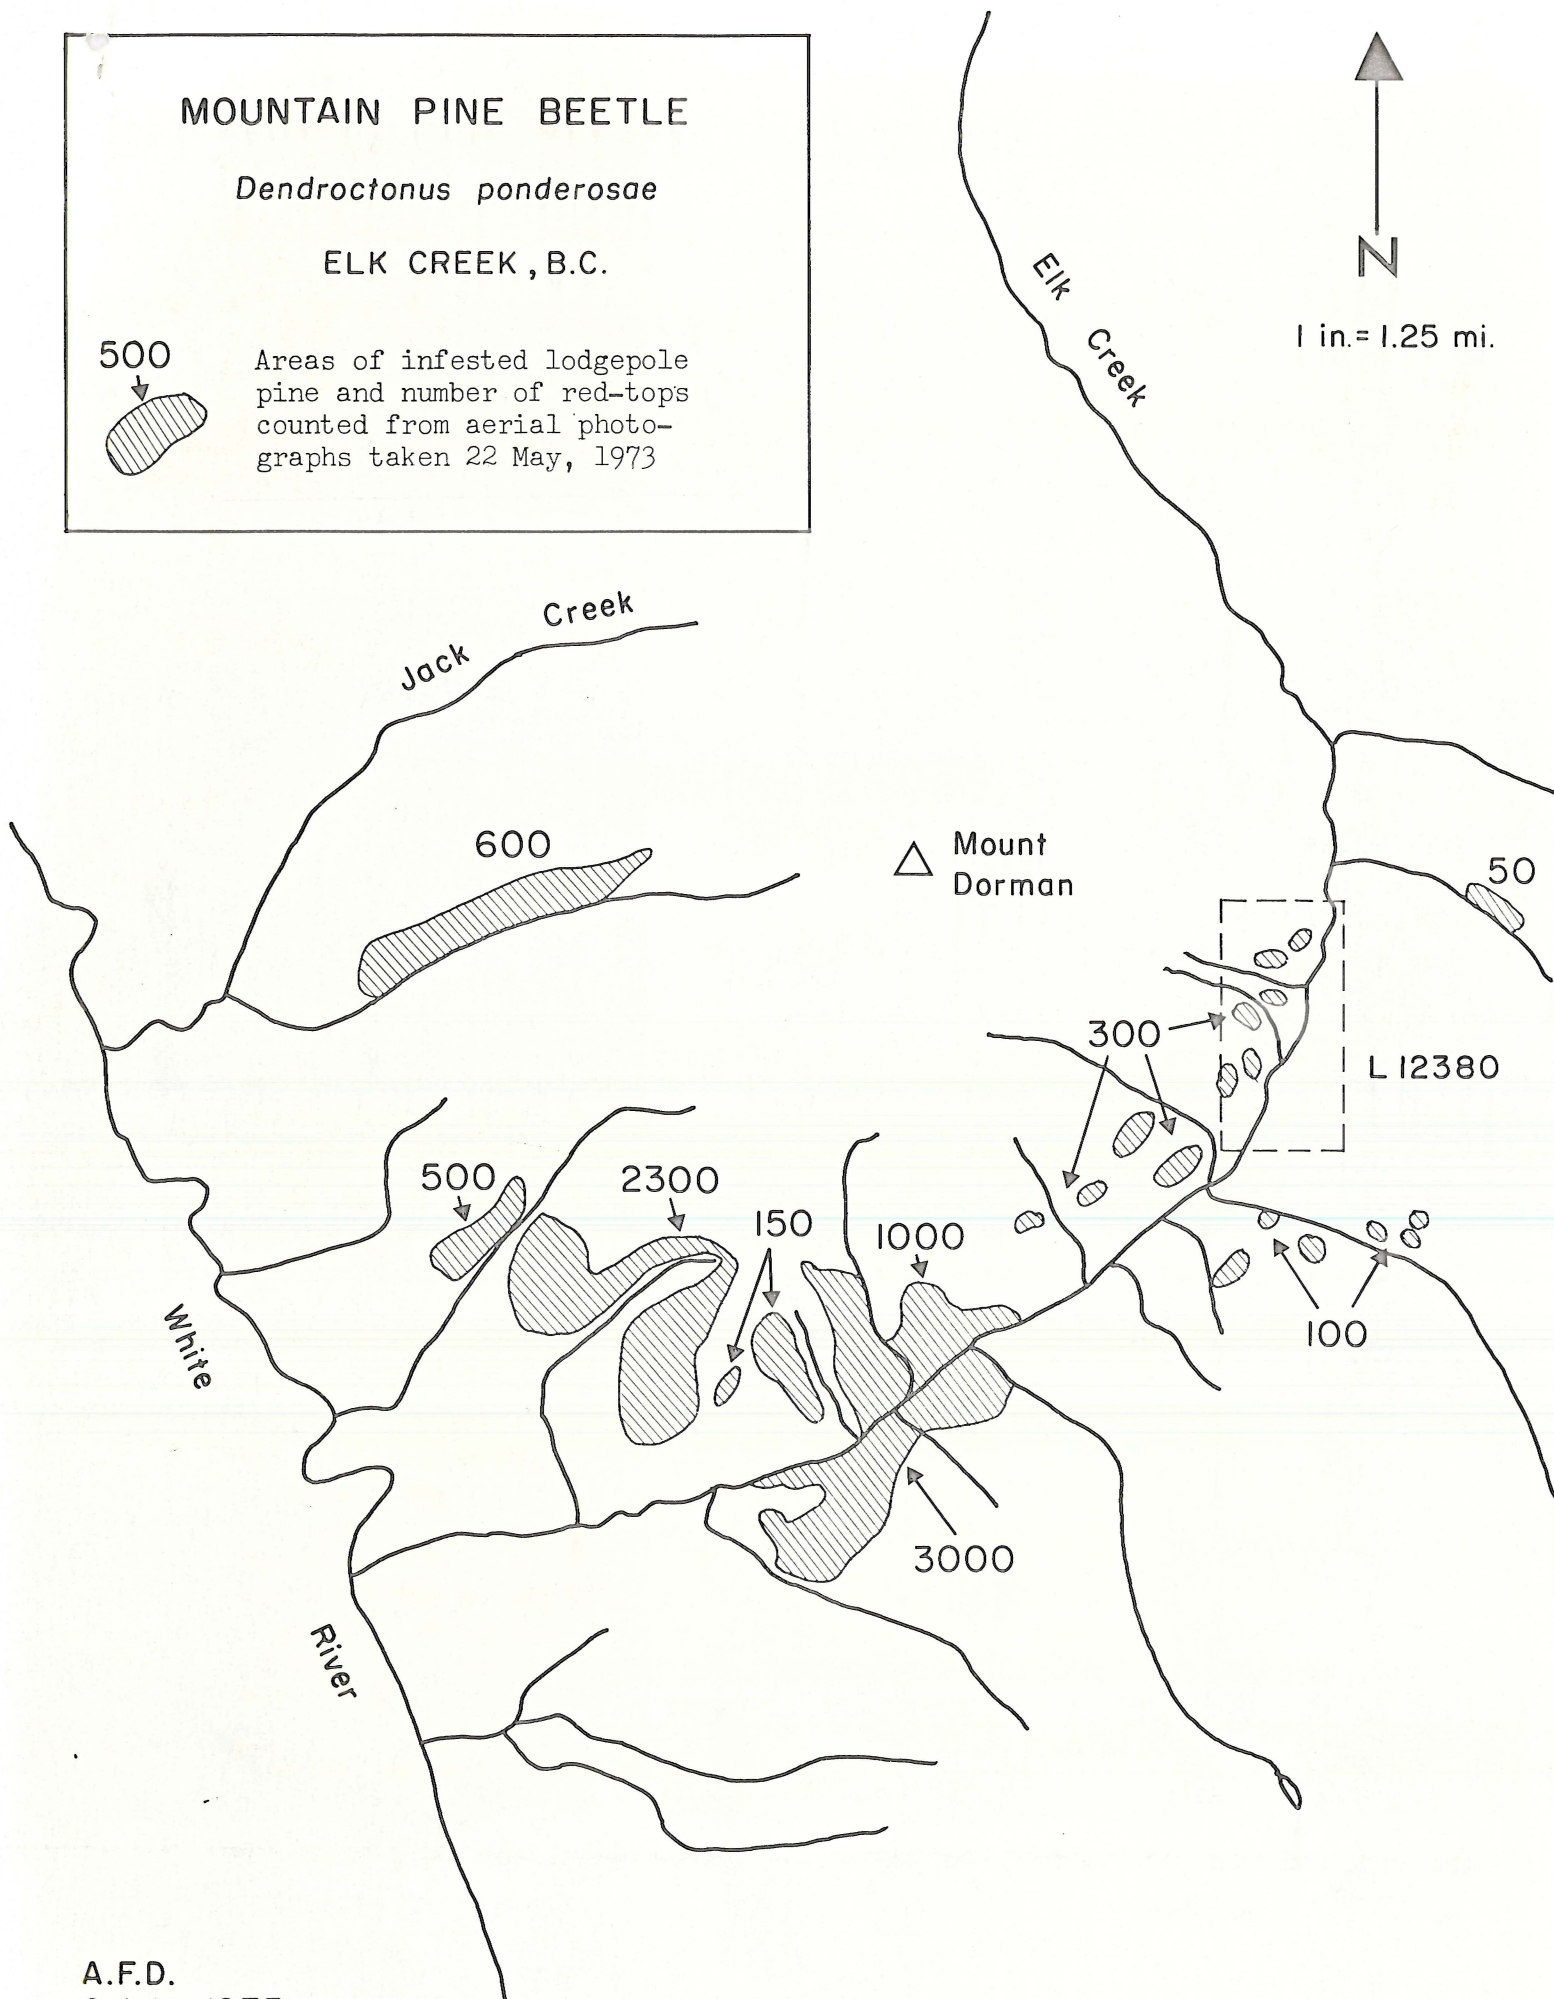 MOUNTAIN PINE BEETLE
Dendroctonus ponderosae
ELK CREEK, B.C.
500
Areas of infested lodgepole
pine and number of red-tops
counted from aerial photo-
graphs taken 22 May, 1973
N
1 in.= 1.25 mi.
Elk Creek
Jack Creek
600
Mount
Dorman
50
300
L 12380
500
2300
150
1000
100
3000
White River
A.F.D.